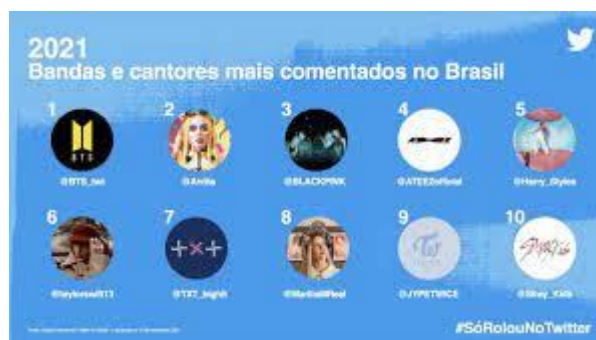 2021
Bandas e cantores mais comentados no Brasil
1 2 3 4 5
BTS
@BTS_twt @Anitta @BLACKPINK @ATEEZofficial @Harry_Styles
6 7 8 9 10
@taylorswift13 @TXT_bighit @MariliaMReal @JYPETWICE @Stray_Kids
#SóRolouNoTwitter